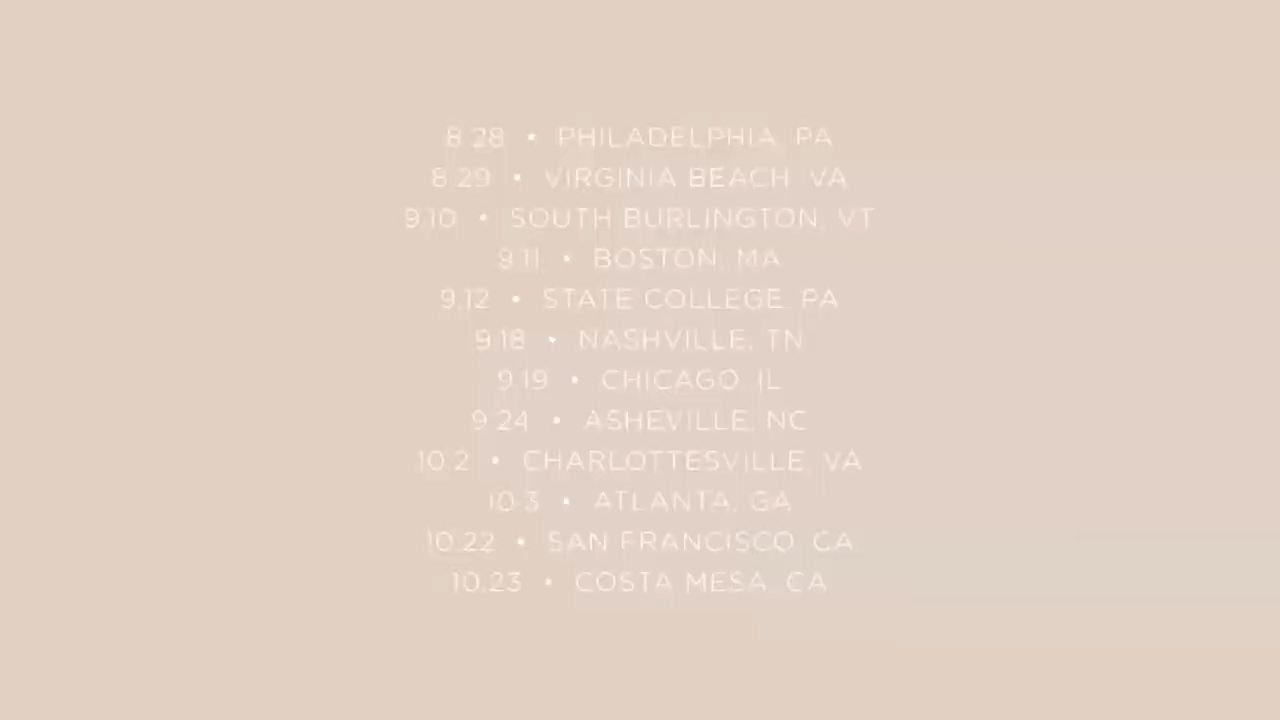 8.28 • PHILADELPHIA, PA
8.29 • VIRGINIA BEACH, VA
9.10 • SOUTH BURLINGTON, VT
9.11 • BOSTON, MA
9.12 • STATE COLLEGE, PA
9.18 • NASHVILLE, TN
9.19 • CHICAGO, IL
9.24 • ASHEVILLE, NC
10.2 • CHARLOTTESVILLE, VA
10.3 • ATLANTA, GA
10.22 • SAN FRANCISCO, CA
10.23 • COSTA MESA, CA